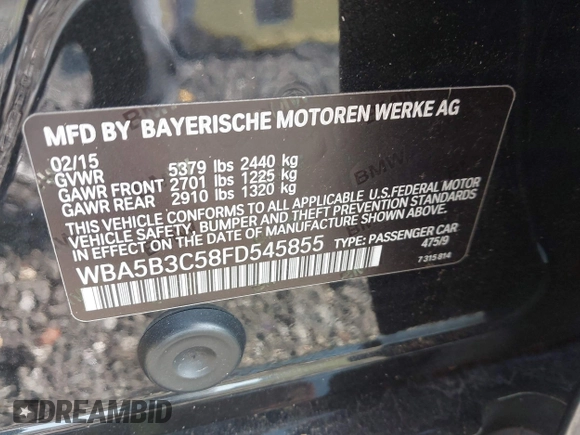 MFD BY BAYERISCHE MOTOREN WERKE AG
02/15
GVWR 5379 lbs 2440 kg
GAWR FRONT 2701 lbs 1225 kg
GAWR REAR 2910 lbs 1320 kg
THIS VEHICLE CONFORMS TO ALL APPLICABLE U.S.FEDERAL MOTOR
VEHICLE SAFETY, BUMPER AND THEFT PREVENTION STANDARDS
IN EFFECT ON THE DATE OF MANUFACTURE SHOWN ABOVE.
WBA5B3C58FD545855 TYPE: PASSENGER CAR
475/9
7 315 814
DREAMBID